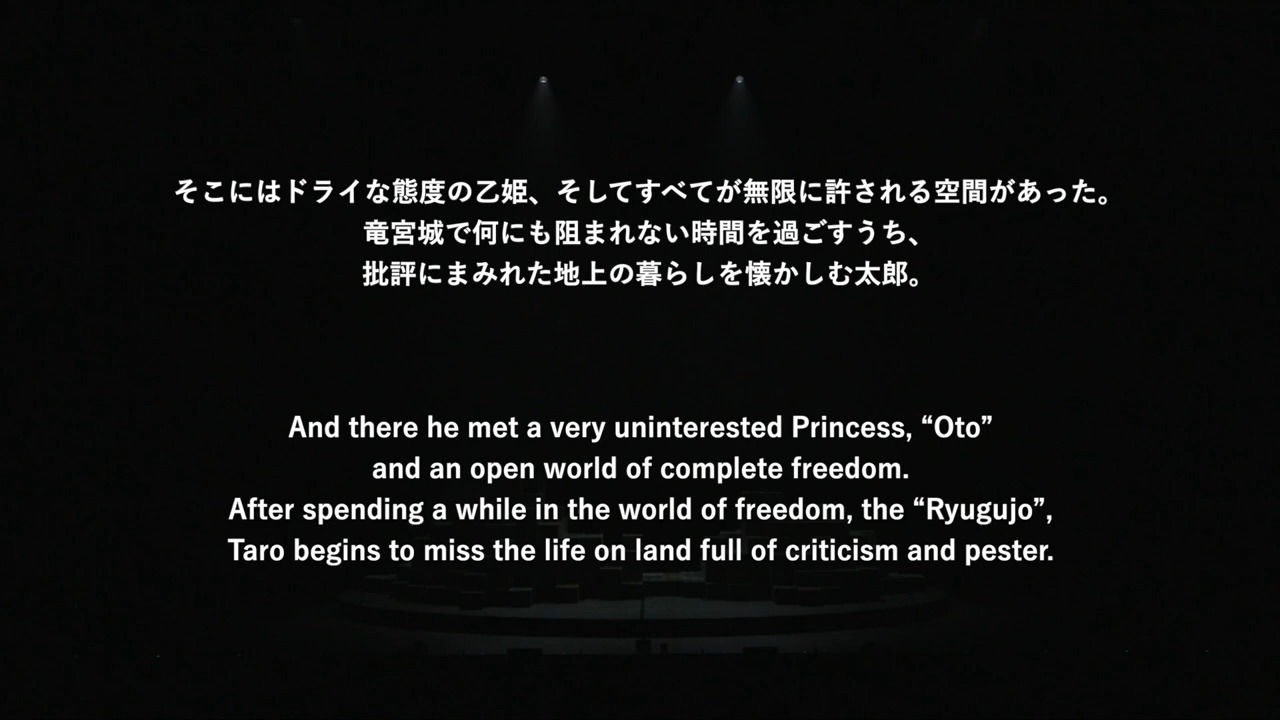 そこにはドライな態度の乙姫、そしてすべてが無限に許される空間があった。
竜宮城で何にも阻まれない時間を過ごすうち、
批評にまみれた地上の暮らしを懐かしむ太郎。
And there he met a very uninterested Princess, “Oto”
and an open world of complete freedom.
After spending a while in the world of freedom, the “Ryugujo”,
Taro begins to miss the life on land full of criticism and pester.